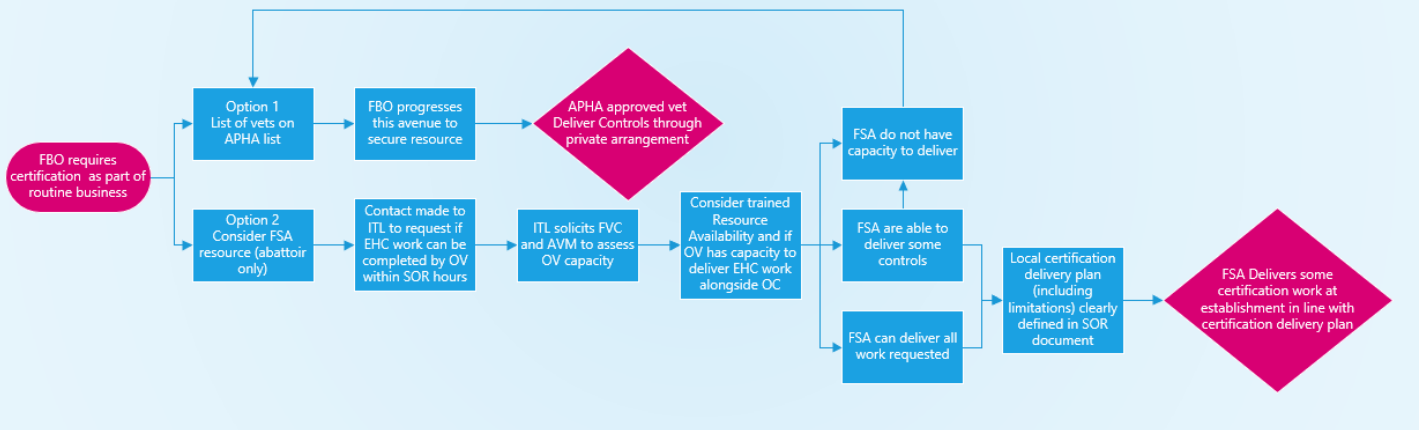 FBO requires
certification as part of
routine business
Option 1
List of vets on
APHA list
FBO progresses
this avenue to
secure resource
APHA approved vet
Deliver Controls through
private arrangement
Option 2
Consider FSA
resource (abattoir
only)
Contact made to
ITL to request if
EHC work can be
completed by OV
within SOR hours
ITL solicits FVC
and AVM to assess
OV capacity
Consider trained
Resource
Availability and if
OV has capacity to
deliver EHC work
alongside OC
FSA do not have
capacity to deliver
FSA are able to
deliver some
controls
FSA can deliver all
work requested
Local certification
delivery plan
(including
limitations) clearly
defined in SOR
document
FSA Delivers some
certification work at
establishment in line with
certification delivery plan